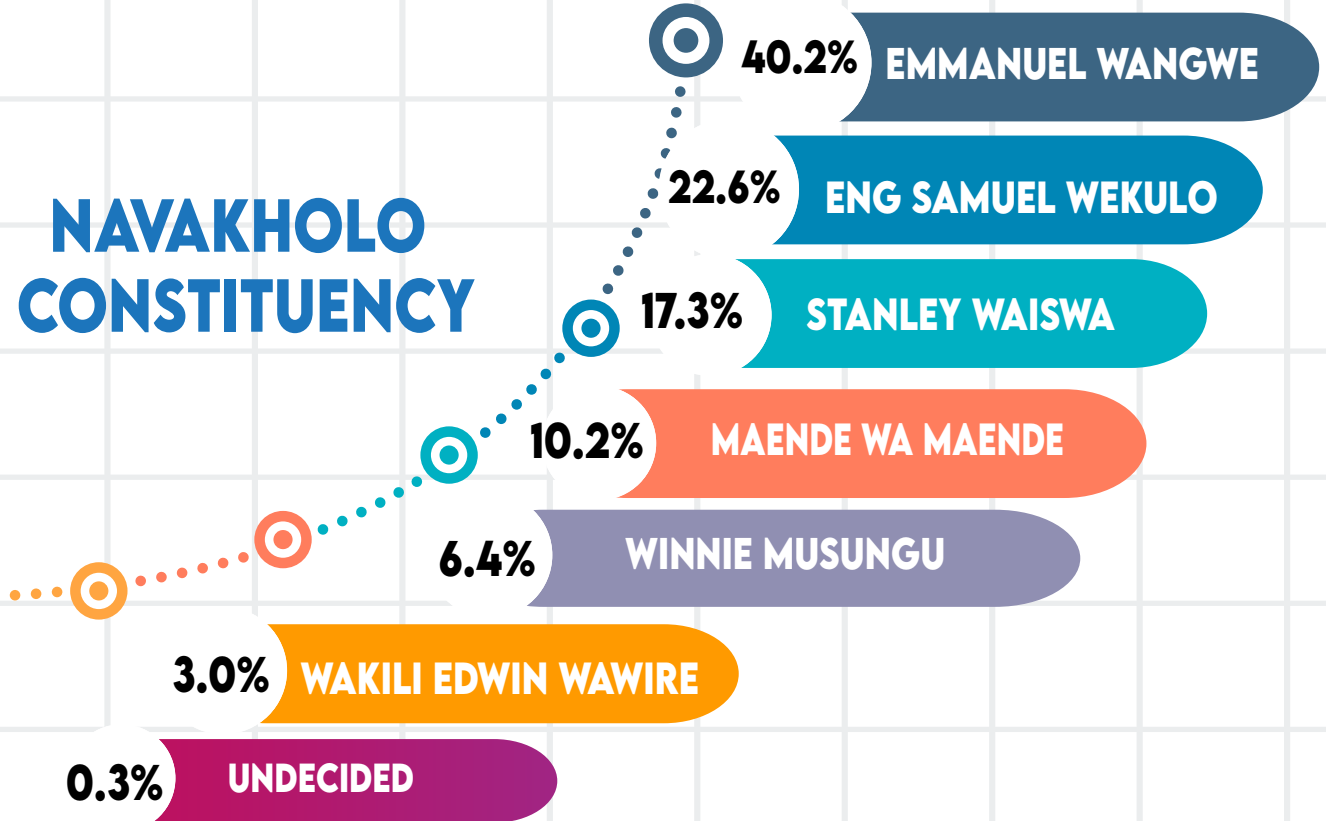 NAVAKHOLO
CONSTITUENCY
40.2% EMMANUEL WANGWE
22.6% ENG SAMUEL WEKULO
17.3% STANLEY WAISWA
10.2% MAENDE WA MAENDE
6.4% WINNIE MUSUNGU
3.0% WAKILI EDWIN WAWIRE
0.3% UNDECIDED